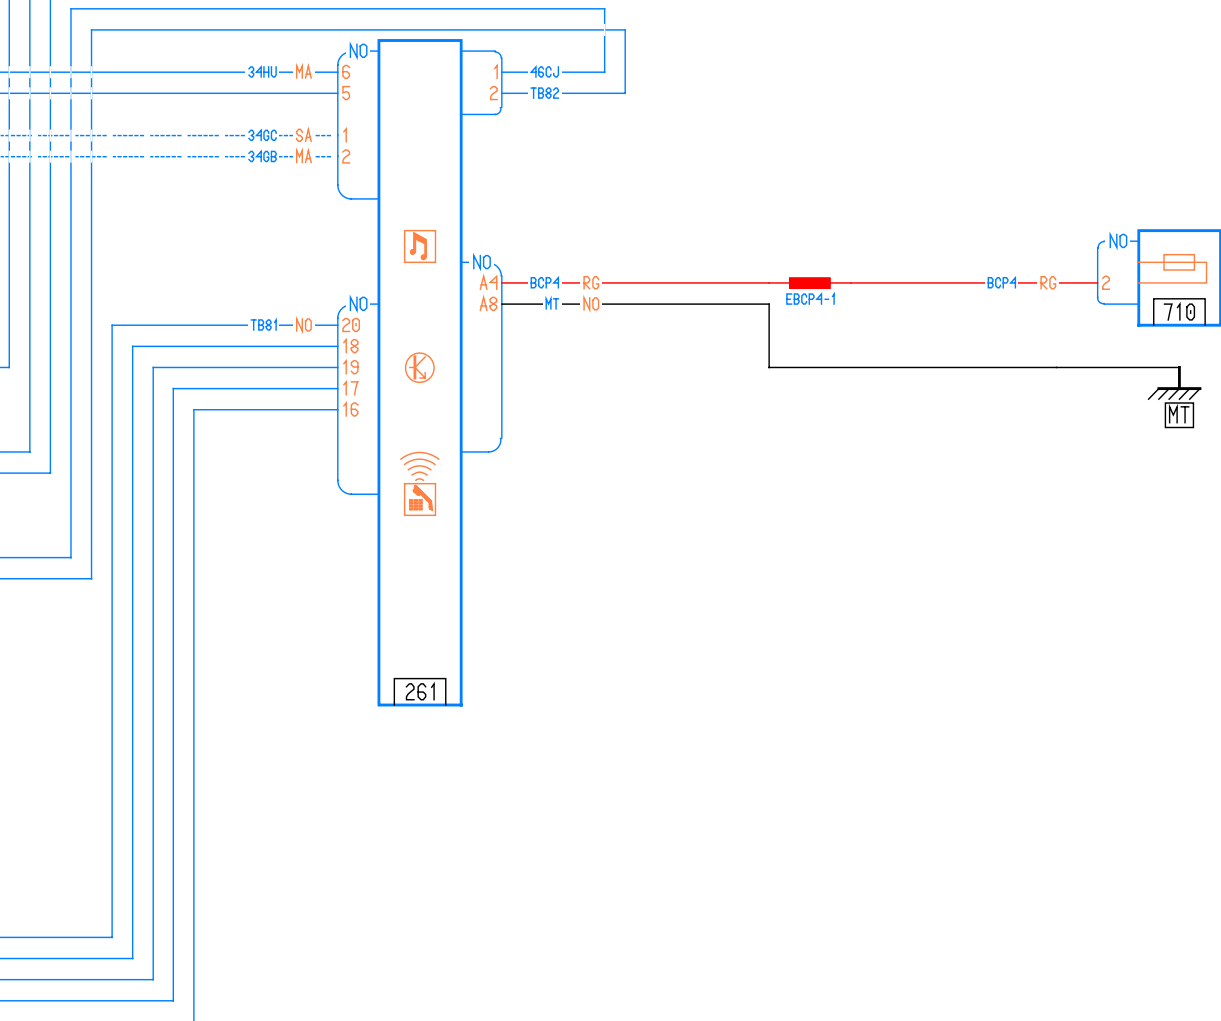 NO
34HU MA 6
5
34GC SA 1
34GB MA 2
1 46CJ
2 TB82
NO
A4 BCP4 RG
A8 MT NO
EBCP4-1
BCP4 RG 2
NO
710
MT
NO
TB81 NO 20
18
19
17
16
261